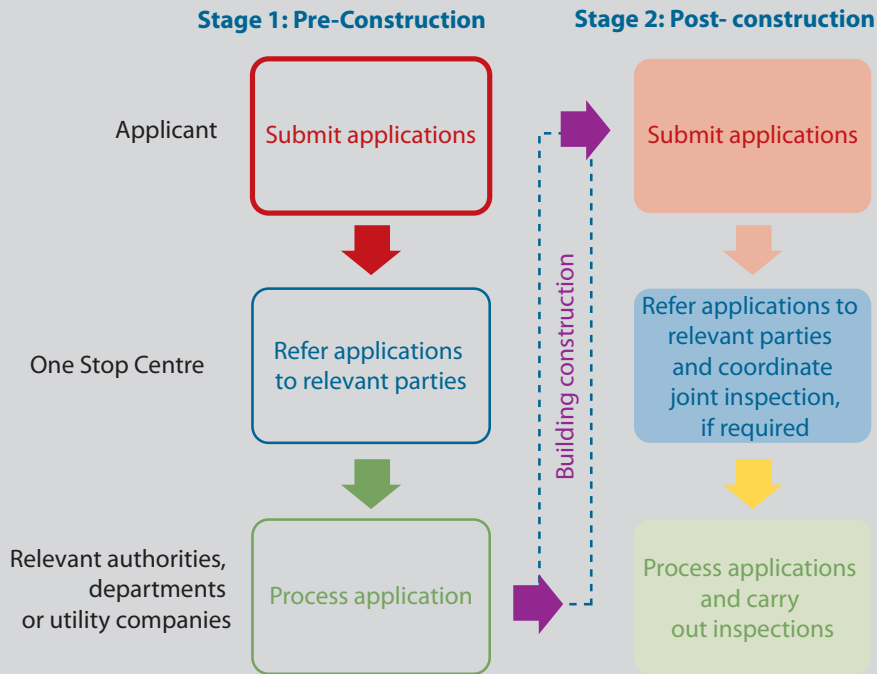 Stage 1: Pre-Construction
Stage 2: Post- construction
Applicant
Submit applications
Submit applications
One Stop Centre
Refer applications
to relevant parties
Building construction
Refer applications to
relevant parties
and coordinate
joint inspection,
if required
Relevant authorities,
departments
or utility companies
Process application
Process applications
and carry
out inspections